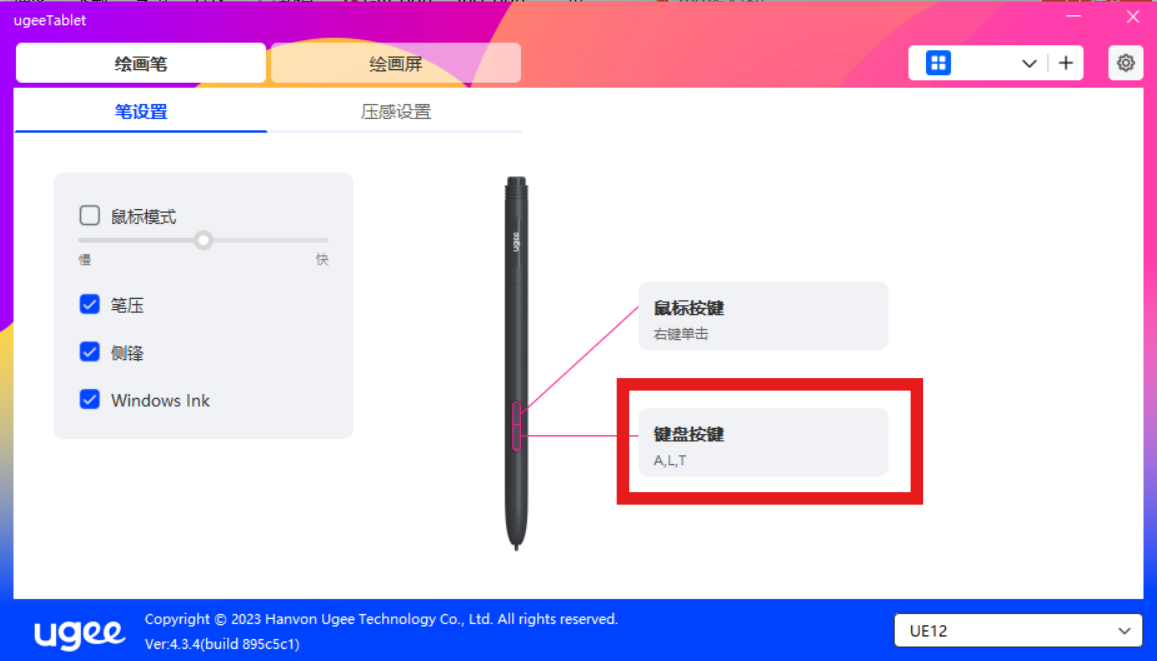 ugeeTablet
绘画笔
绘画屏
笔设置
压感设置
鼠标模式
慢
快
笔压
侧锋
Windows Ink
ugee
鼠标按键
右键单击
键盘按键
A,L,T
ugee
Copyright © 2023 Hanvon Ugee Technology Co., Ltd. All rights reserved.
Ver:4.3.4(build 895c5c1)
UE12